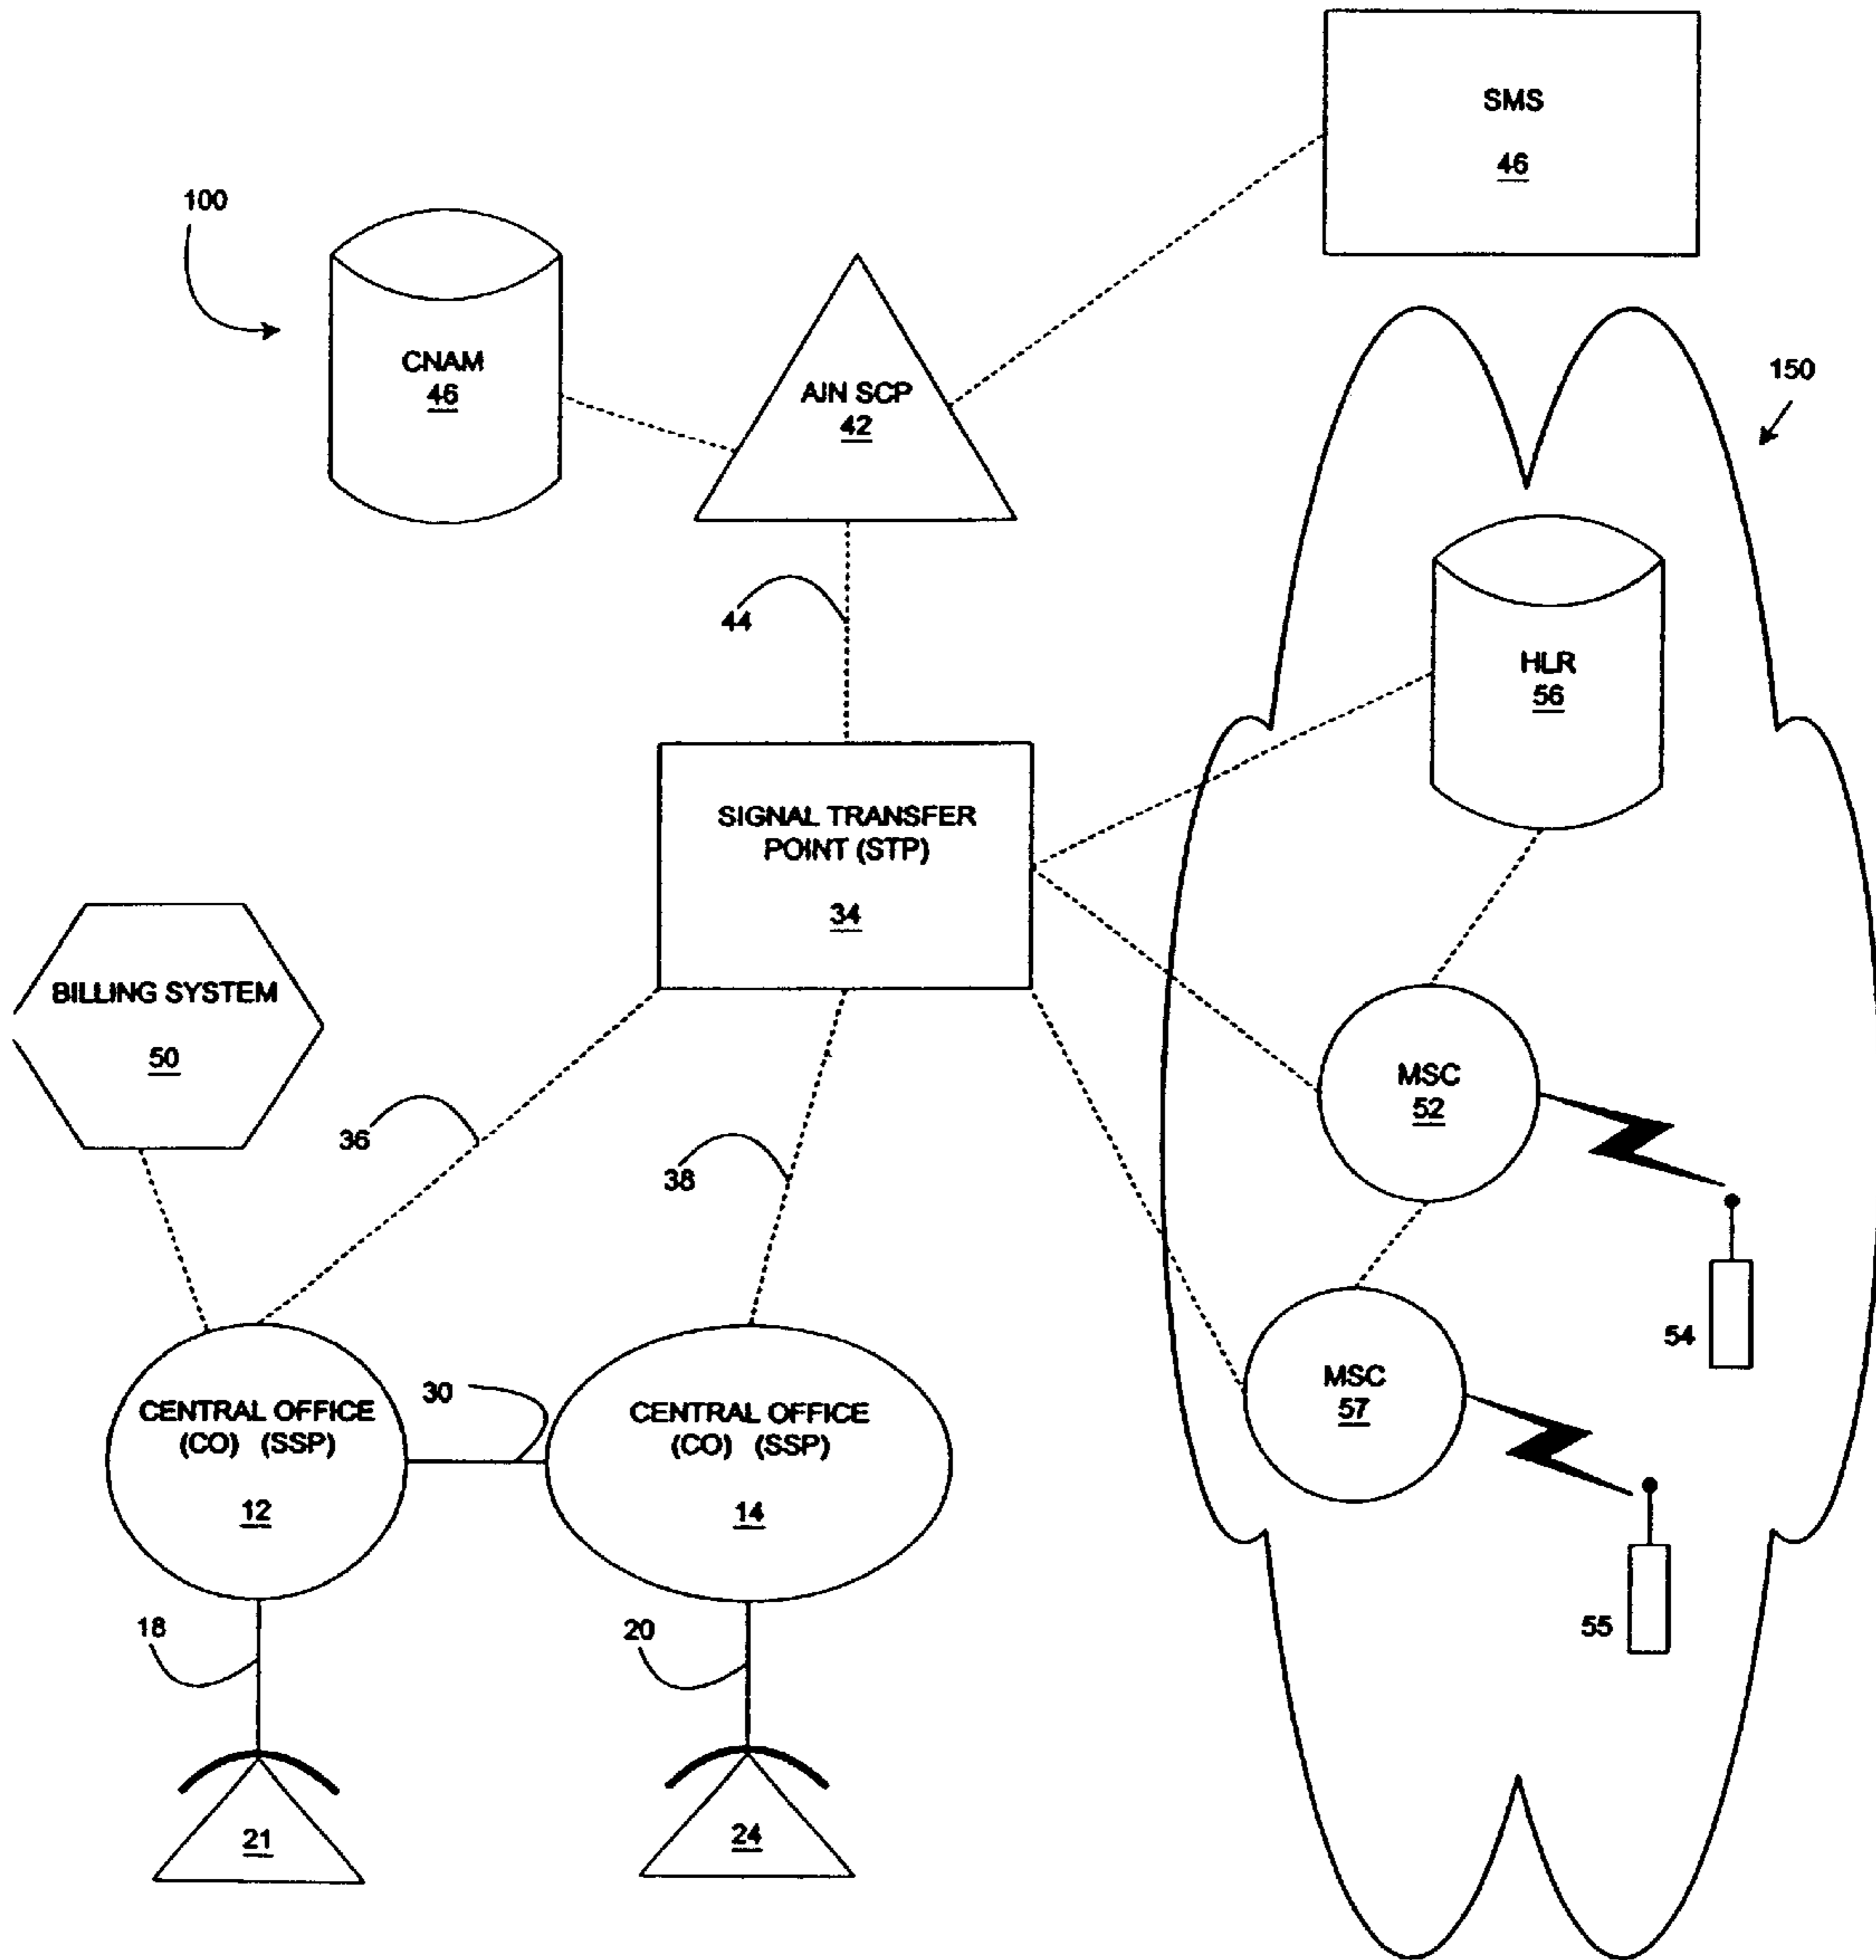 SMS
46
100
CNAM
46
AIN SCP
42
150
44
HLR
56
SIGNAL TRANSFER
POINT (STP)
34
BILLING SYSTEM
50
36
38
MSC
52
54
MSC
57
55
30
CENTRAL OFFICE
(CO) (SSP)
12
CENTRAL OFFICE
(CO) (SSP)
14
18
20
21
24